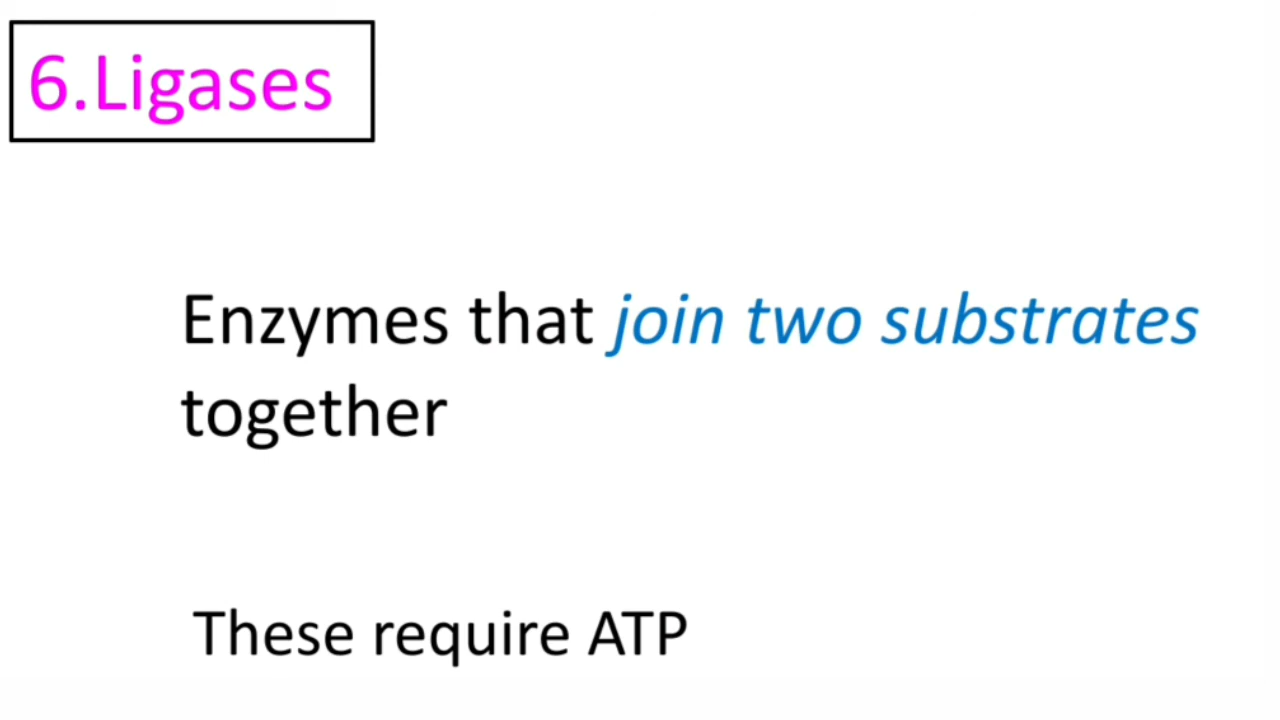 6.Ligases
Enzymes that join two substrates
together
These require ATP